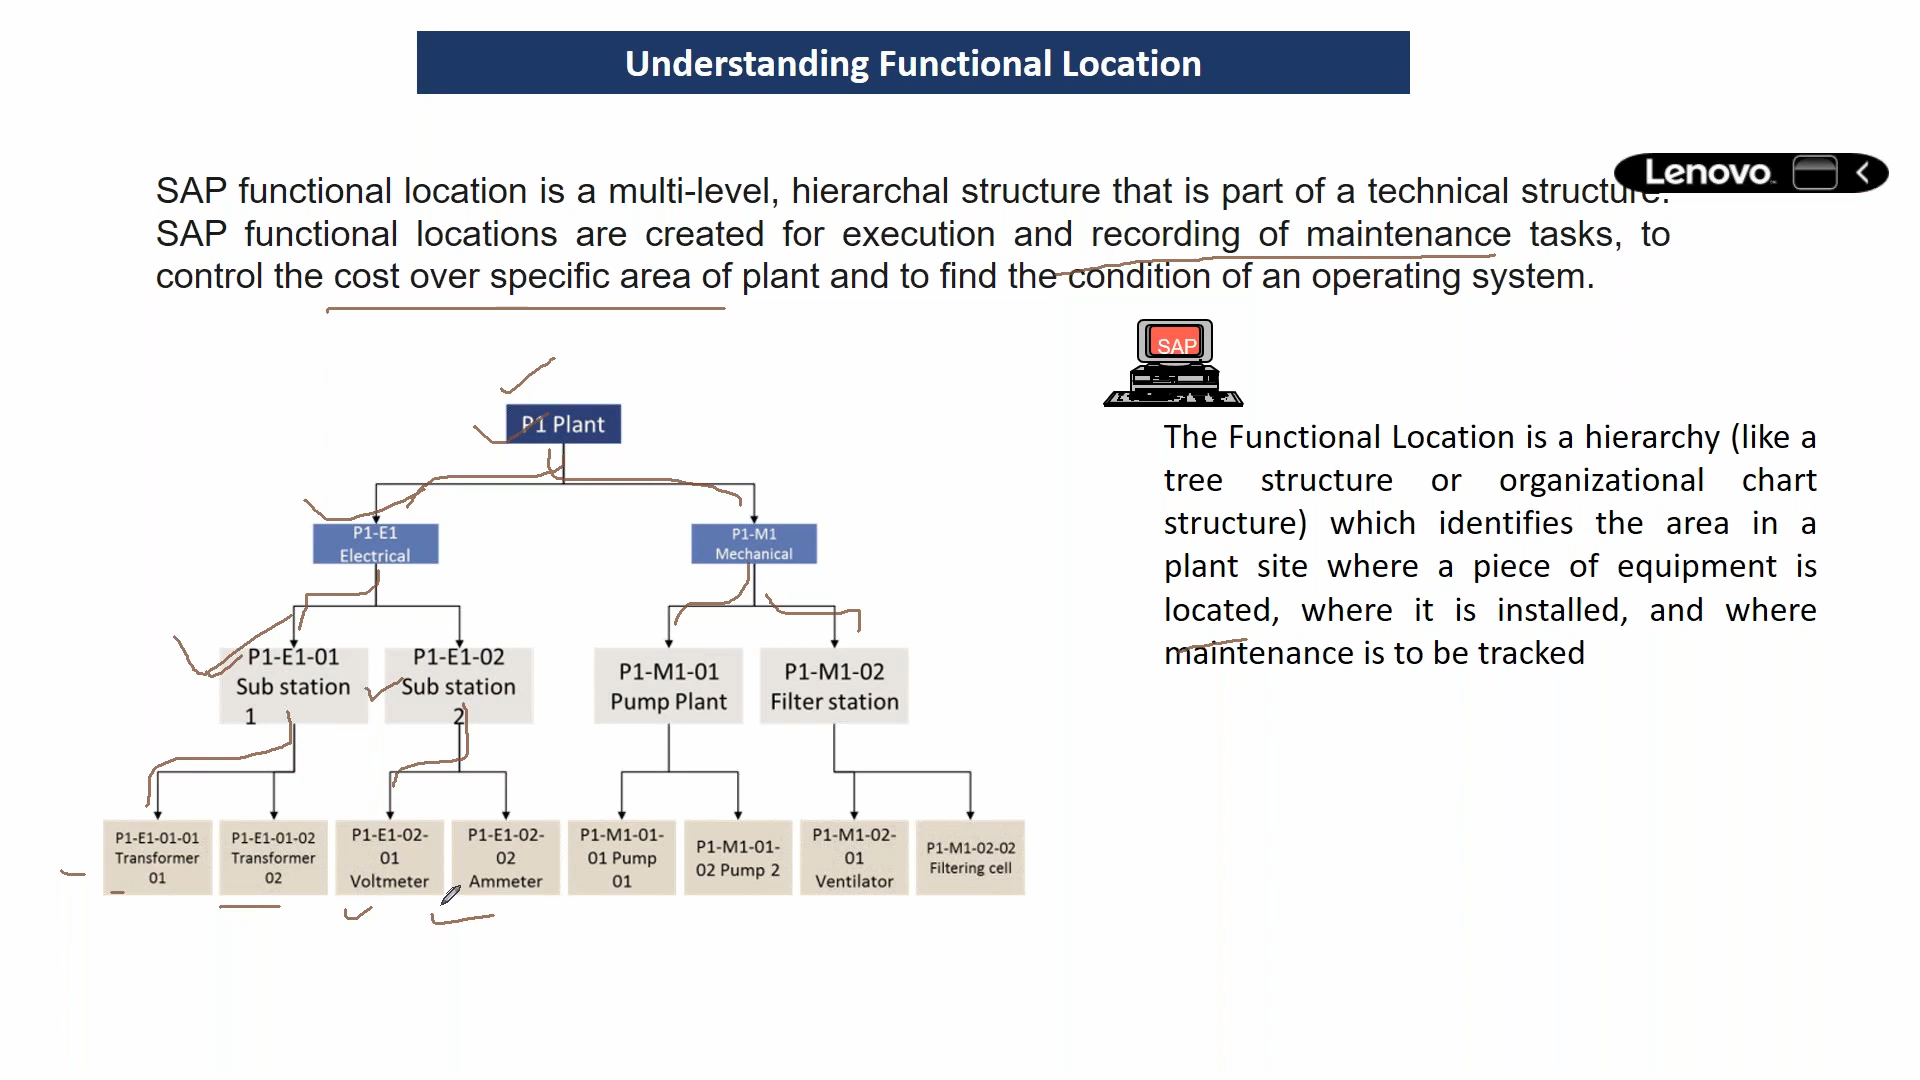 Understanding Functional Location
Lenovo
SAP functional location is a multi-level, hierarchal structure that is part of a technical structure.
SAP functional locations are created for execution and recording of maintenance tasks, to
control the cost over specific area of plant and to find the condition of an operating system.
SAP
P1 Plant
The Functional Location is a hierarchy (like a
tree structure or organizational chart
structure) which identifies the area in a
plant site where a piece of equipment is
located, where it is installed, and where
maintenance is to be tracked
P1-E1
Electrical
P1-M1
Mechanical
P1-E1-01
Sub station
1
P1-E1-02
Sub station
2
P1-M1-01
Pump Plant
P1-M1-02
Filter station
P1-E1-01-01
Transformer
01
P1-E1-01-02
Transformer
02
P1-E1-02-
01
Voltmeter
P1-E1-02-
02
Ammeter
P1-M1-01-
01 Pump
01
P1-M1-01-
02 Pump 2
P1-M1-02-
01
Ventilator
P1-M1-02-02
Filtering cell